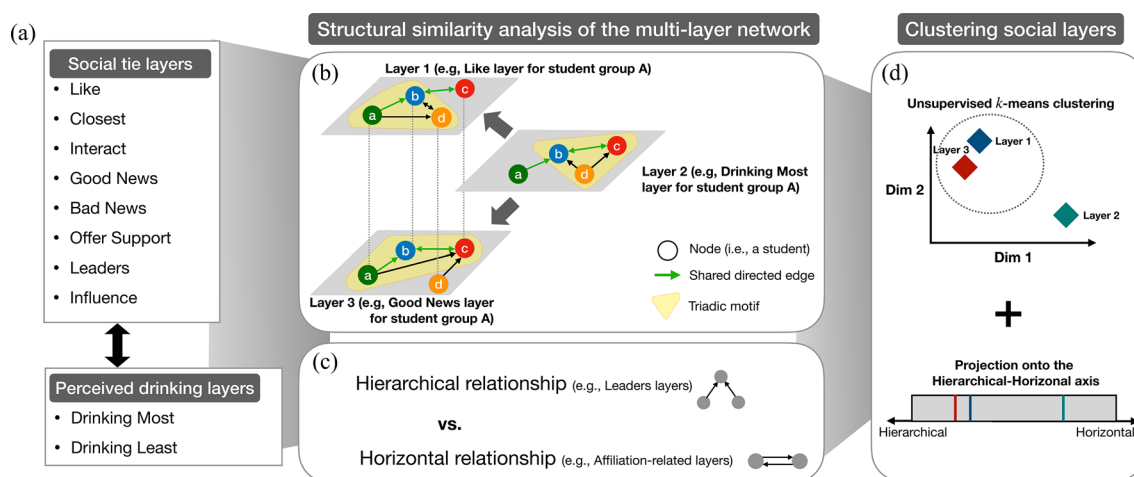 (a)
Social tie layers
• Like
• Closest
• Interact
• Good News
• Bad News
• Offer Support
• Leaders
• Influence
Perceived drinking layers
• Drinking Most
• Drinking Least
Structural similarity analysis of the multi-layer network
(b)
Layer 1 (e.g, Like layer for student group A)
b
c
a
d
Layer 2 (e.g, Drinking Most
layer for student group A)
b
c
a
d
b
c
a
d
Layer 3 (e.g, Good News layer
for student group A)
Node (i.e., a student)
Shared directed edge
Triadic motif
(c)
Hierarchical relationship (e.g., Leaders layers)
vs.
Horizontal relationship (e.g., Affiliation-related layers)
Clustering social layers
(d)
Unsupervised k-means clustering
Layer 1
Layer 3
Dim 2
Layer 2
Dim 1
+
Projection onto the
Hierarchical-Horizonal axis
Hierarchical
Horizontal